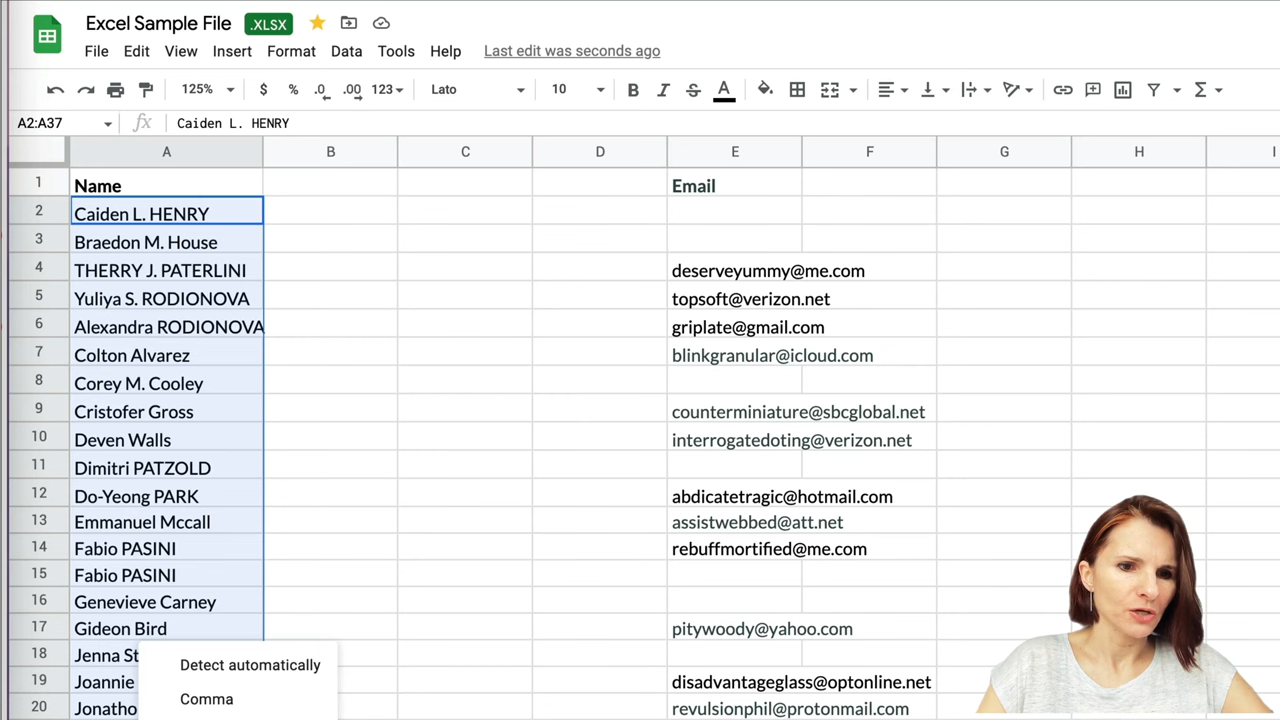 Excel Sample File .XLSX
File Edit View Insert Format Data Tools Help Last edit was seconds ago
125% $ % .0 .00 123 Lato 10 B I S A
A2:A37 fx Caiden L. HENRY
A B C D E F G H I
1 Name Email
2 Caiden L. HENRY
3 Braedon M. House
4 THERRY J. PATERLINI deserveyummy@me.com
5 Yuliya S. RODIONOVA topsoft@verizon.net
6 Alexandra RODIONOVA griplate@gmail.com
7 Colton Alvarez blinkgranular@icloud.com
8 Corey M. Cooley
9 Cristofer Gross counterminiature@sbcglobal.net
10 Deven Walls interrogatedoting@verizon.net
11 Dimitri PATZOLD
12 Do-Yeong PARK abdicatetragic@hotmail.com
13 Emmanuel Mccall assistwebbed@att.net
14 Fabio PASINI rebuffmortified@me.com
15 Fabio PASINI
16 Genevieve Carney
17 Gideon Bird pitywoody@yahoo.com
18 Jenna St
Detect automatically
19 Joannie disadvantageglass@optonline.net
Comma
20 Jonatho revulsionphil@protonmail.com